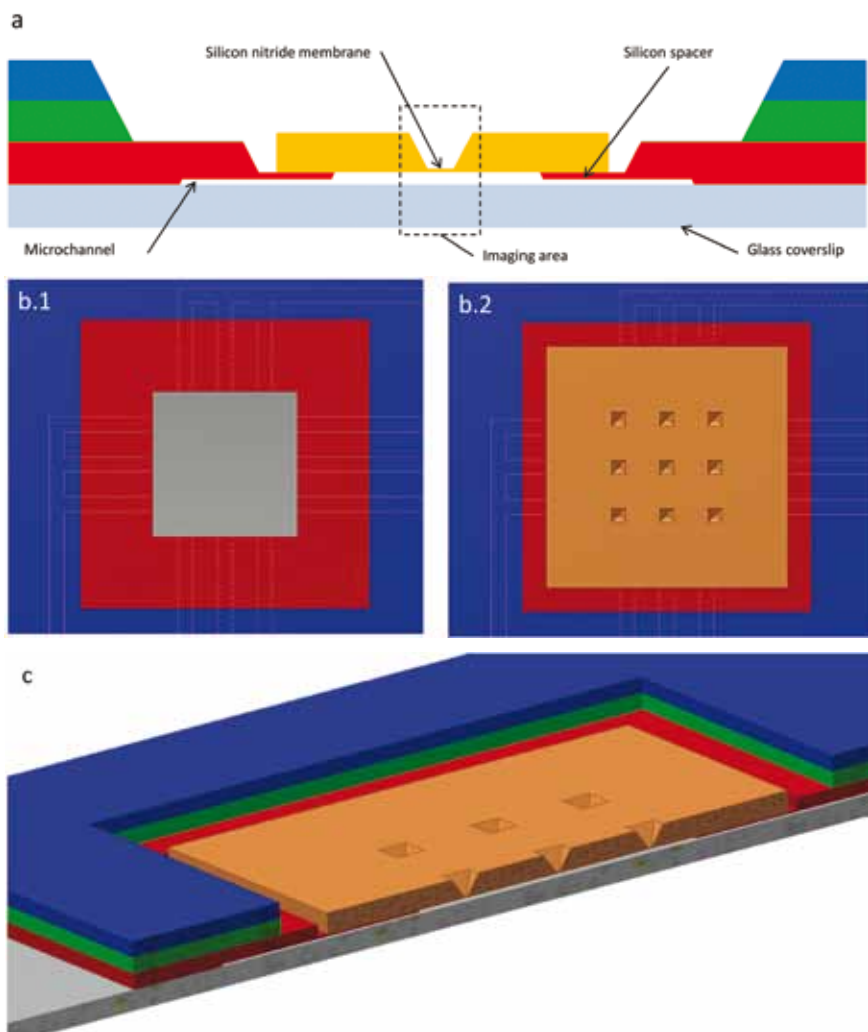 a
Silicon nitride membrane
Silicon spacer
Microchannel
Imaging area
Glass coverslip
b.1
b.2
c